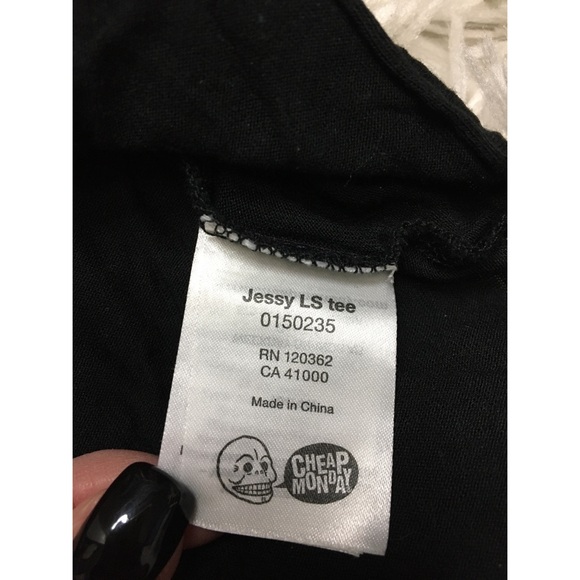 Jessy LS tee
0150235
RN 120362
CA 41000
Made in China
CHEAP
MONDAY